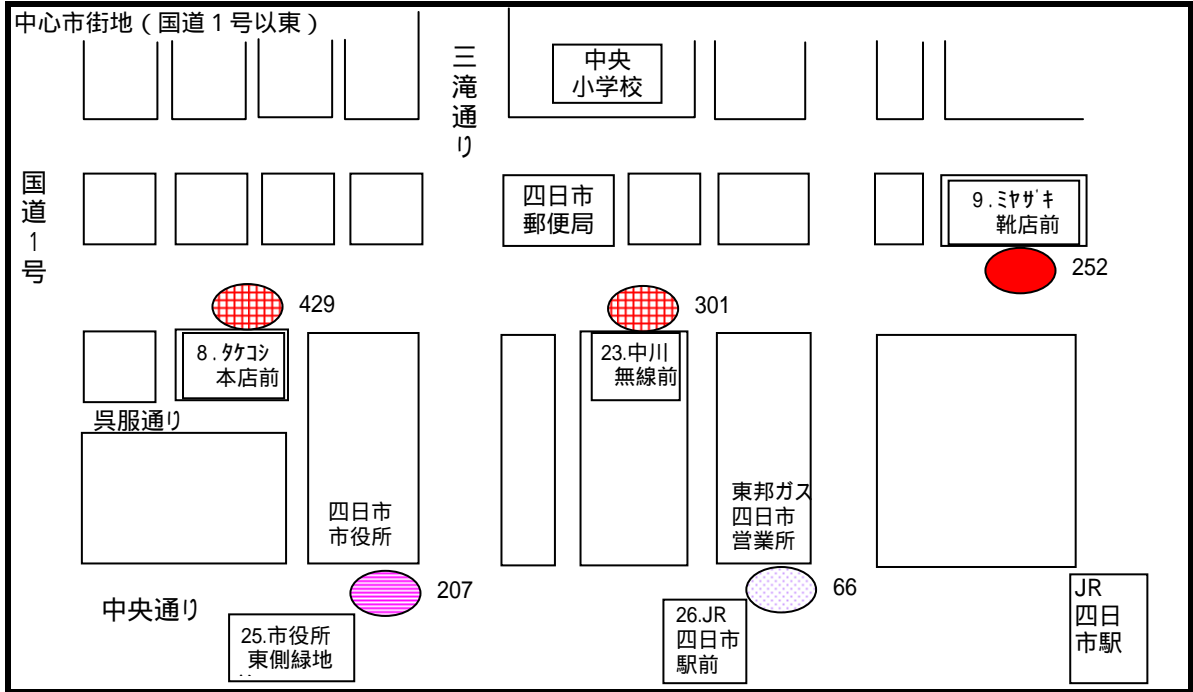 中心市街地（国道１号以東）
三滝通り
中央
小学校
国道1号
四日市
郵便局
9.ミヤザキ
靴店前
252
429
301
8.タケコシ
本店前
23.中川
無線前
呉服通り
四日市
市役所
東邦ガス
四日市
営業所
207
66
中央通り
25.市役所
東側緑地
26.JR
四日市
駅前
JR
四日
市駅